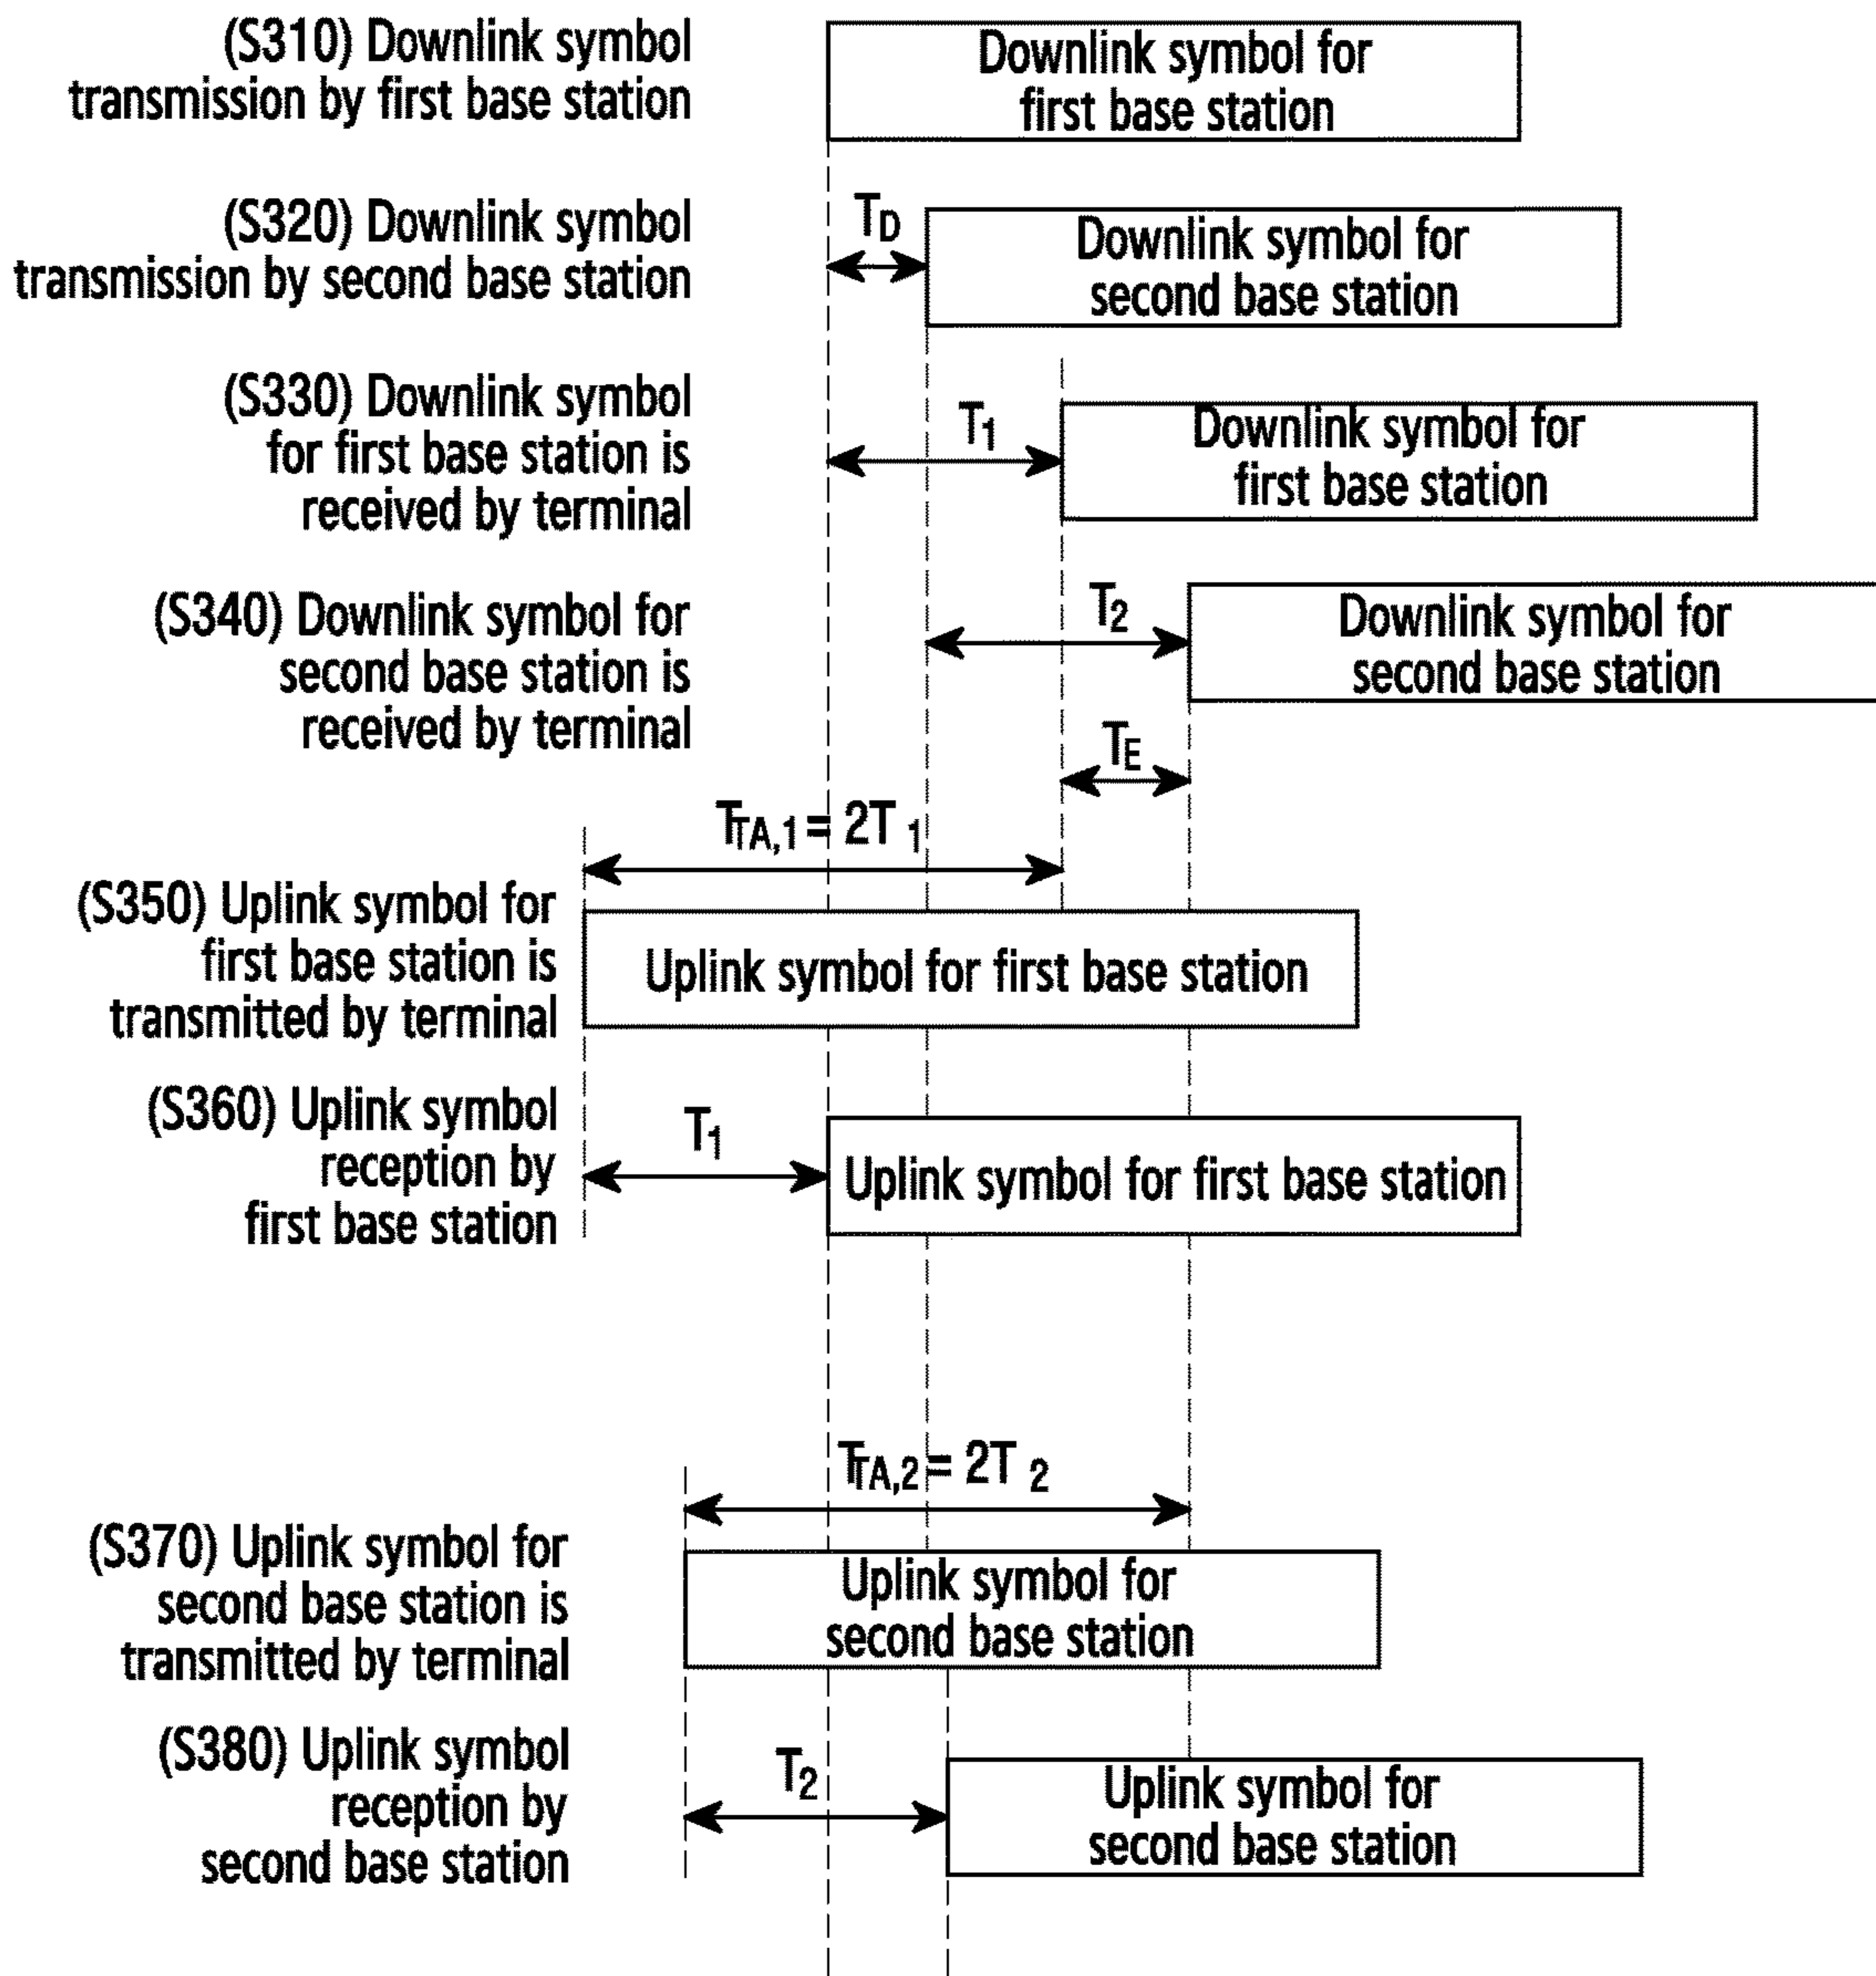 (S310) Downlink symbol
transmission by first base station
Downlink symbol for
first base station
(S320) Downlink symbol
transmission by second base station
TD
Downlink symbol for
second base station
(S330) Downlink symbol
for first base station is
received by terminal
T1
Downlink symbol for
first base station
(S340) Downlink symbol for
second base station is
received by terminal
T2
Downlink symbol for
second base station
TE
TTA,1 = 2T 1
(S350) Uplink symbol for
first base station is
transmitted by terminal
Uplink symbol for first base station
(S360) Uplink symbol
reception by
first base station
T1
Uplink symbol for first base station
TTA,2 = 2T 2
(S370) Uplink symbol for
second base station is
transmitted by terminal
Uplink symbol for
second base station
(S380) Uplink symbol
reception by
second base station
T2
Uplink symbol for
second base station